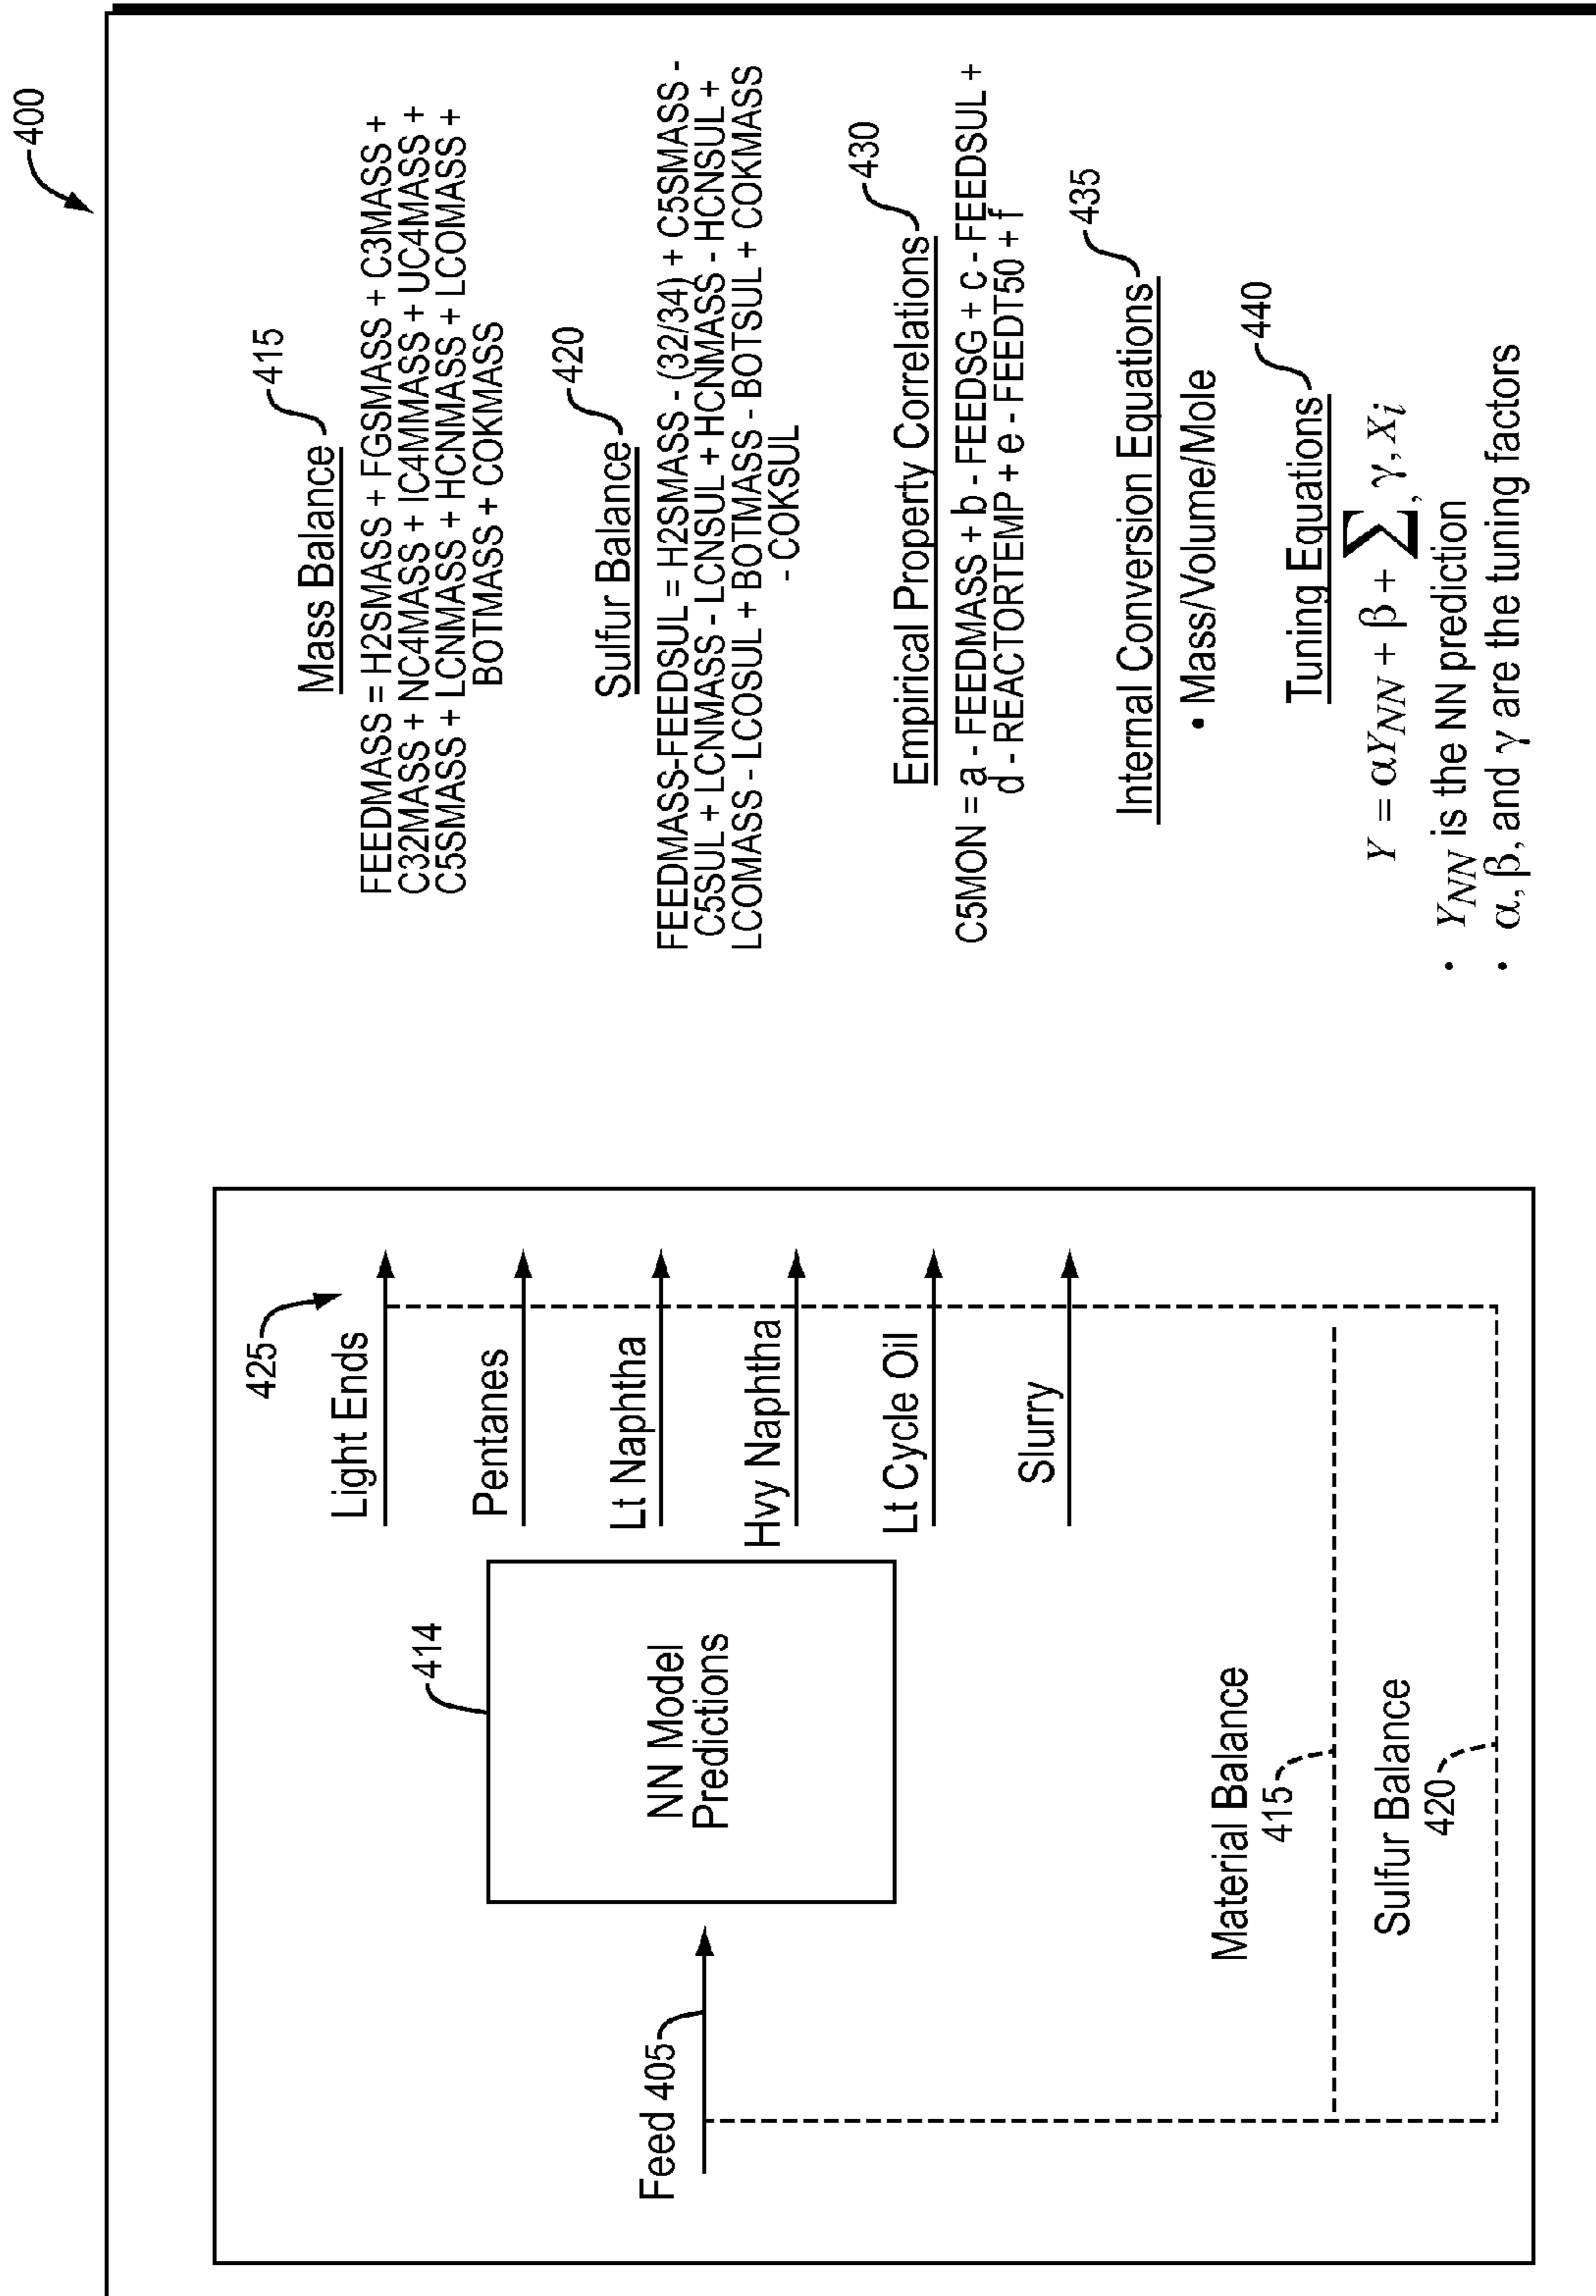 400
425
Light Ends
Pentanes
Lt Naphtha
Hvy Naphtha
Lt Cycle Oil
Slurry
414
NN Model
Predictions
Feed 405
Material Balance
415
Sulfur Balance
420
Mass Balance 415
FEEDMASS = H2SMASS + FGSMASS + C3MASS +
C32MASS + NC4MASS + IC4MMASS + UC4MASS +
C5SMASS + LCNMASS + HCNMASS + LCOMASS +
BOTMASS + COKMASS
Sulfur Balance 420
FEEDMASS-FEEDSUL = H2SMASS - (32/34) + C5SMASS -
C5SUL + LCNMASS - LCNSUL + HCNMASS - HCNSUL +
LCOMASS - LCOSUL + BOTMASS - BOTSUL + COKMASS
- COKSUL
Empirical Property Correlations 430
C5MON = a - FEEDMASS + b - FEEDSG + c - FEEDSUL +
d - REACTORTEMP + e - FEEDT50 + f
Internal Conversion Equations 435
• Mass/Volume/Mole
Tuning Equations 440
Y = αY_NN + β + ∑, γ, X_i
• Y_NN is the NN prediction
• α, β, and γ are the tuning factors